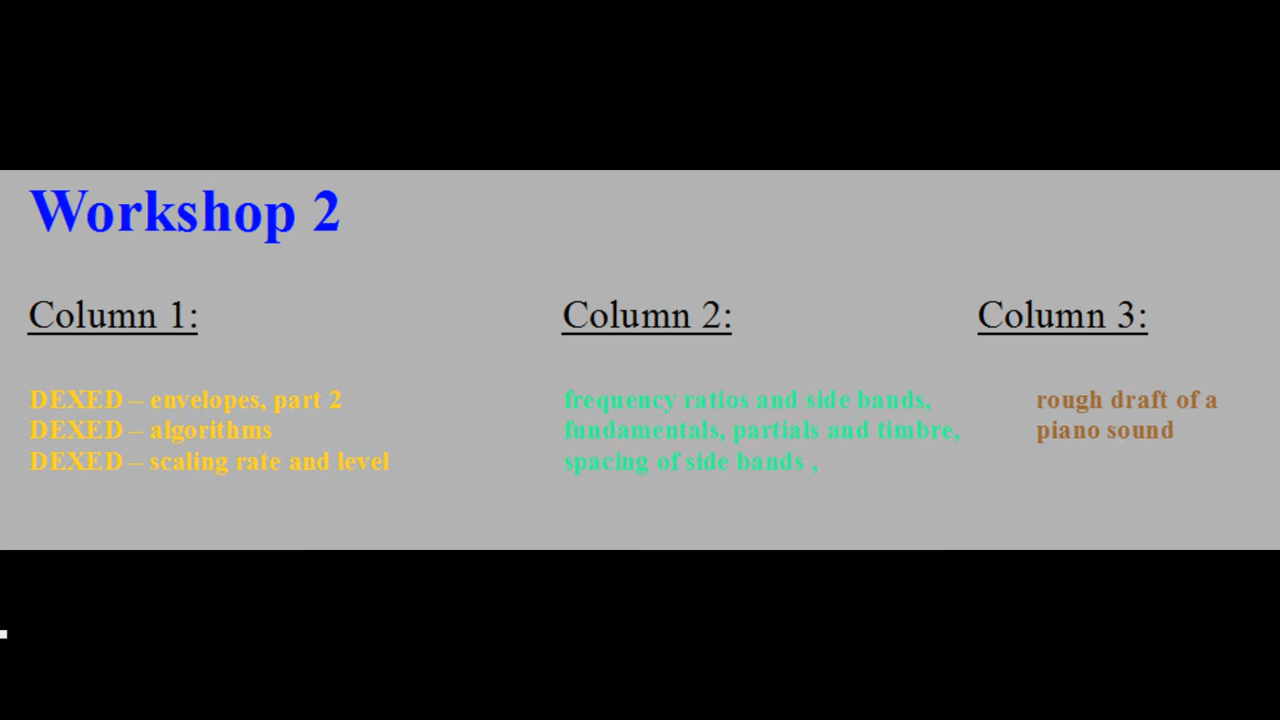 Workshop 2
Column 1:
DEXED – envelopes, part 2
DEXED – algorithms
DEXED – scaling rate and level
Column 2:
frequency ratios and side bands,
fundamentals, partials and timbre,
spacing of side bands ,
Column 3:
rough draft of a
piano sound